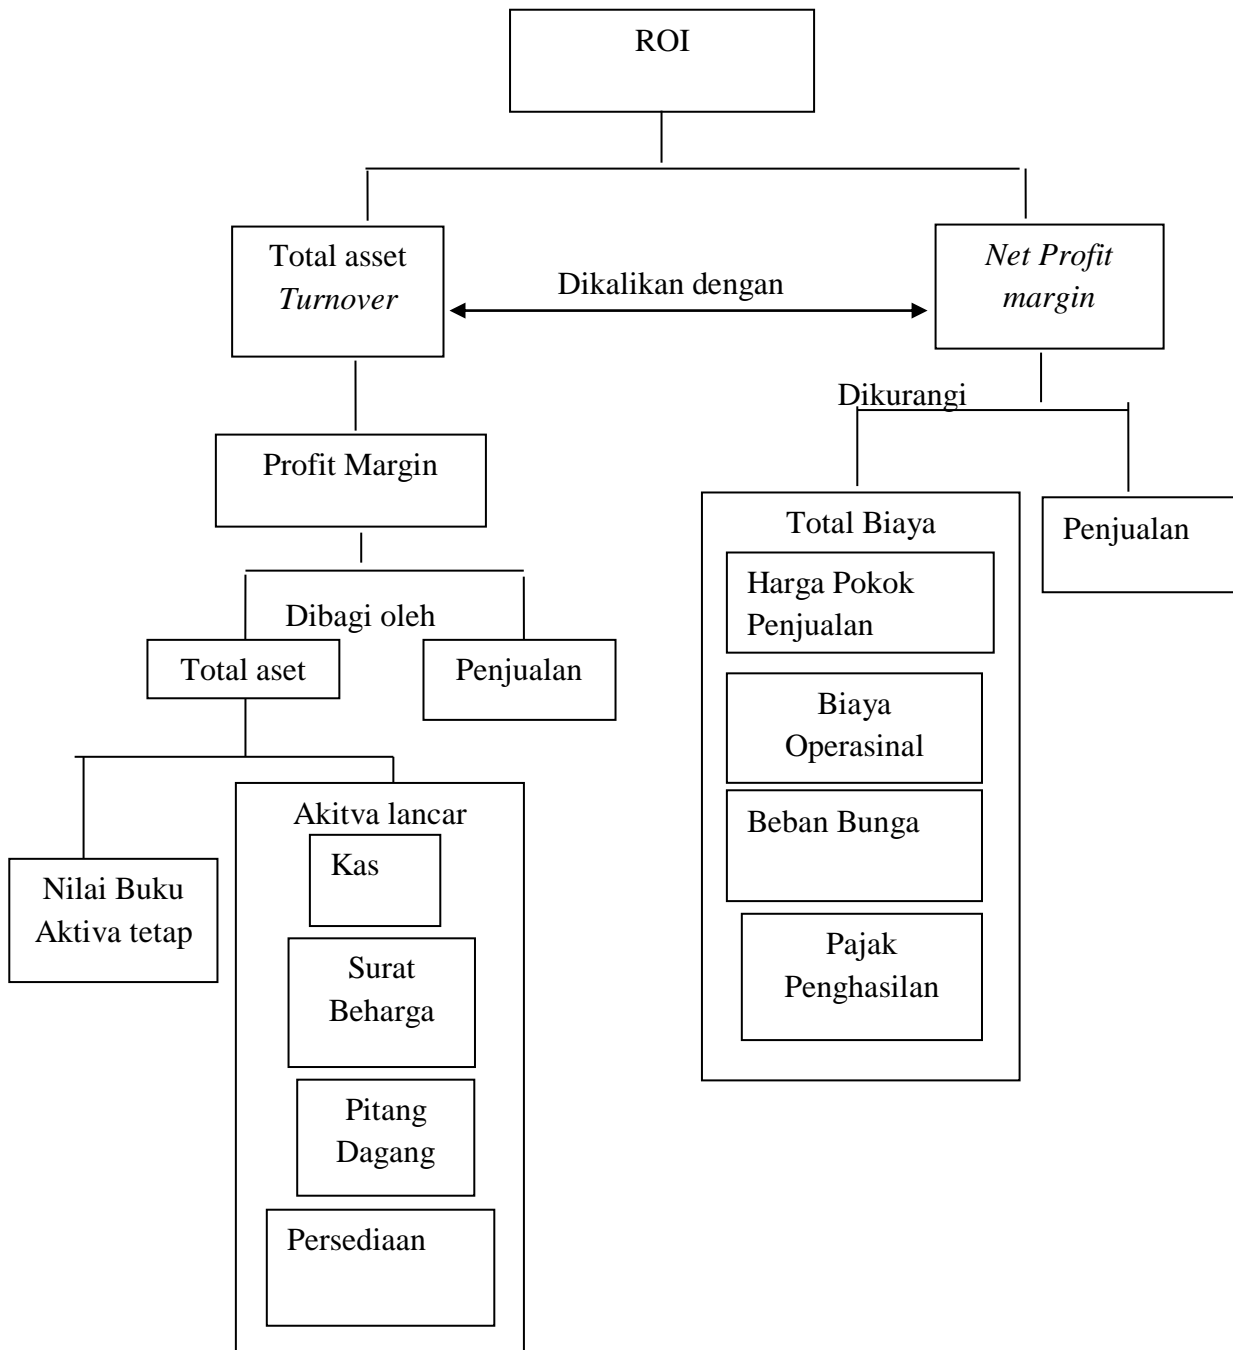 ROI
Total asset
Turnover
Dikalikan dengan
Net Profit
margin
Dikurangi
Profit Margin
Total Biaya
Penjualan
Harga Pokok
Penjualan
Dibagi oleh
Total aset
Penjualan
Biaya
Operasinal
Akitva lancar
Beban Bunga
Kas
Nilai Buku
Aktiva tetap
Surat
Beharga
Pajak
Penghasilan
Pitang
Dagang
Persediaan